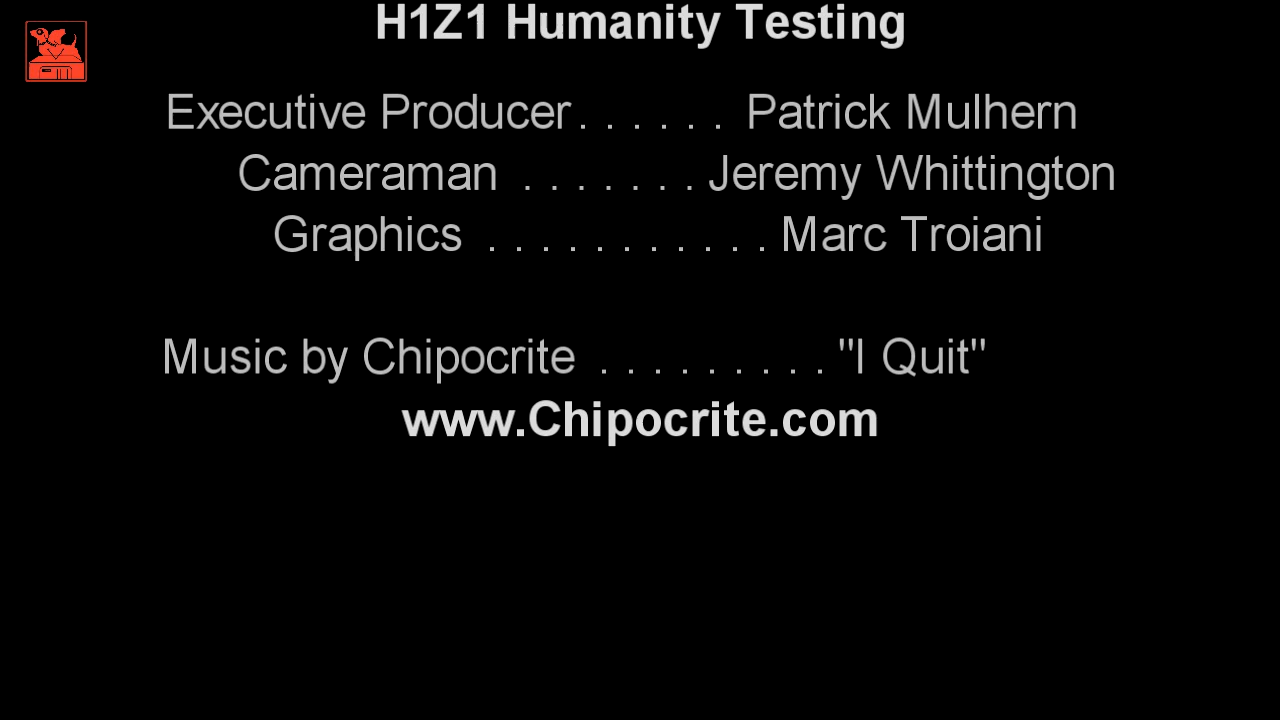 H1Z1 Humanity Testing
Executive Producer . . . . . . Patrick Mulhern
Cameraman . . . . . . . Jeremy Whittington
Graphics . . . . . . . . . . . Marc Troiani
Music by Chipocrite . . . . . . . . . "I Quit"
www.Chipocrite.com